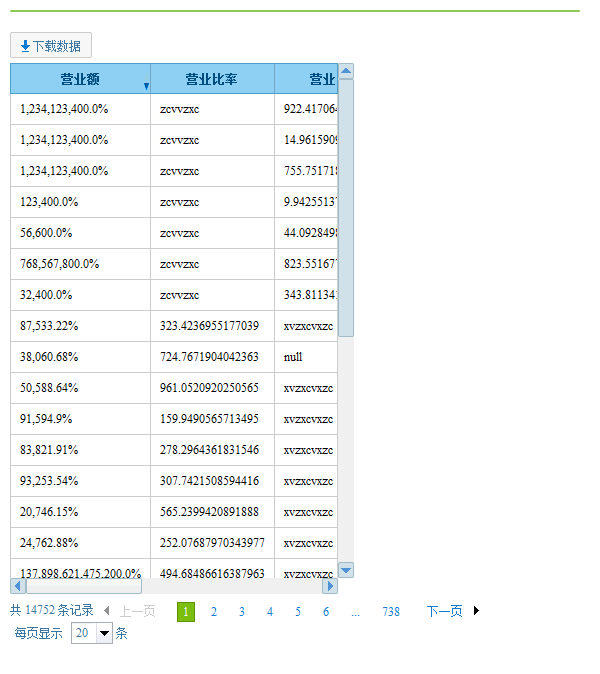 下载数据
营业额 营业比率 营业
1,234,123,400.0% zcvvzxc 922.417064
1,234,123,400.0% zcvvzxc 14.9615909
1,234,123,400.0% zcvvzxc 755.751718
123,400.0% zcvvzxc 9.94255137
56,600.0% zcvvzxc 44.0928498
768,567,800.0% zcvvzxc 823.551677
32,400.0% zcvvzxc 343.811341
87,533.22% 323.4236955177039 xvzxcvxzc
38,060.68% 724.7671904042363 null
50,588.64% 961.0520920250565 xvzxcvxzc
91,594.9% 159.9490565713495 xvzxcvxzc
83,821.91% 278.2964361831546 xvzxcvxzc
93,253.54% 307.7421508594416 xvzxcvxzc
20,746.15% 565.2399420891888 xvzxcvxzc
24,762.88% 252.07687970343977 xvzxcvxzc
137,898,621,475,200.0% 494.68486616387963 xvzxcvxzc
共 14752 条记录 上一页 1 2 3 4 5 6 ... 738 下一页
每页显示 20 条